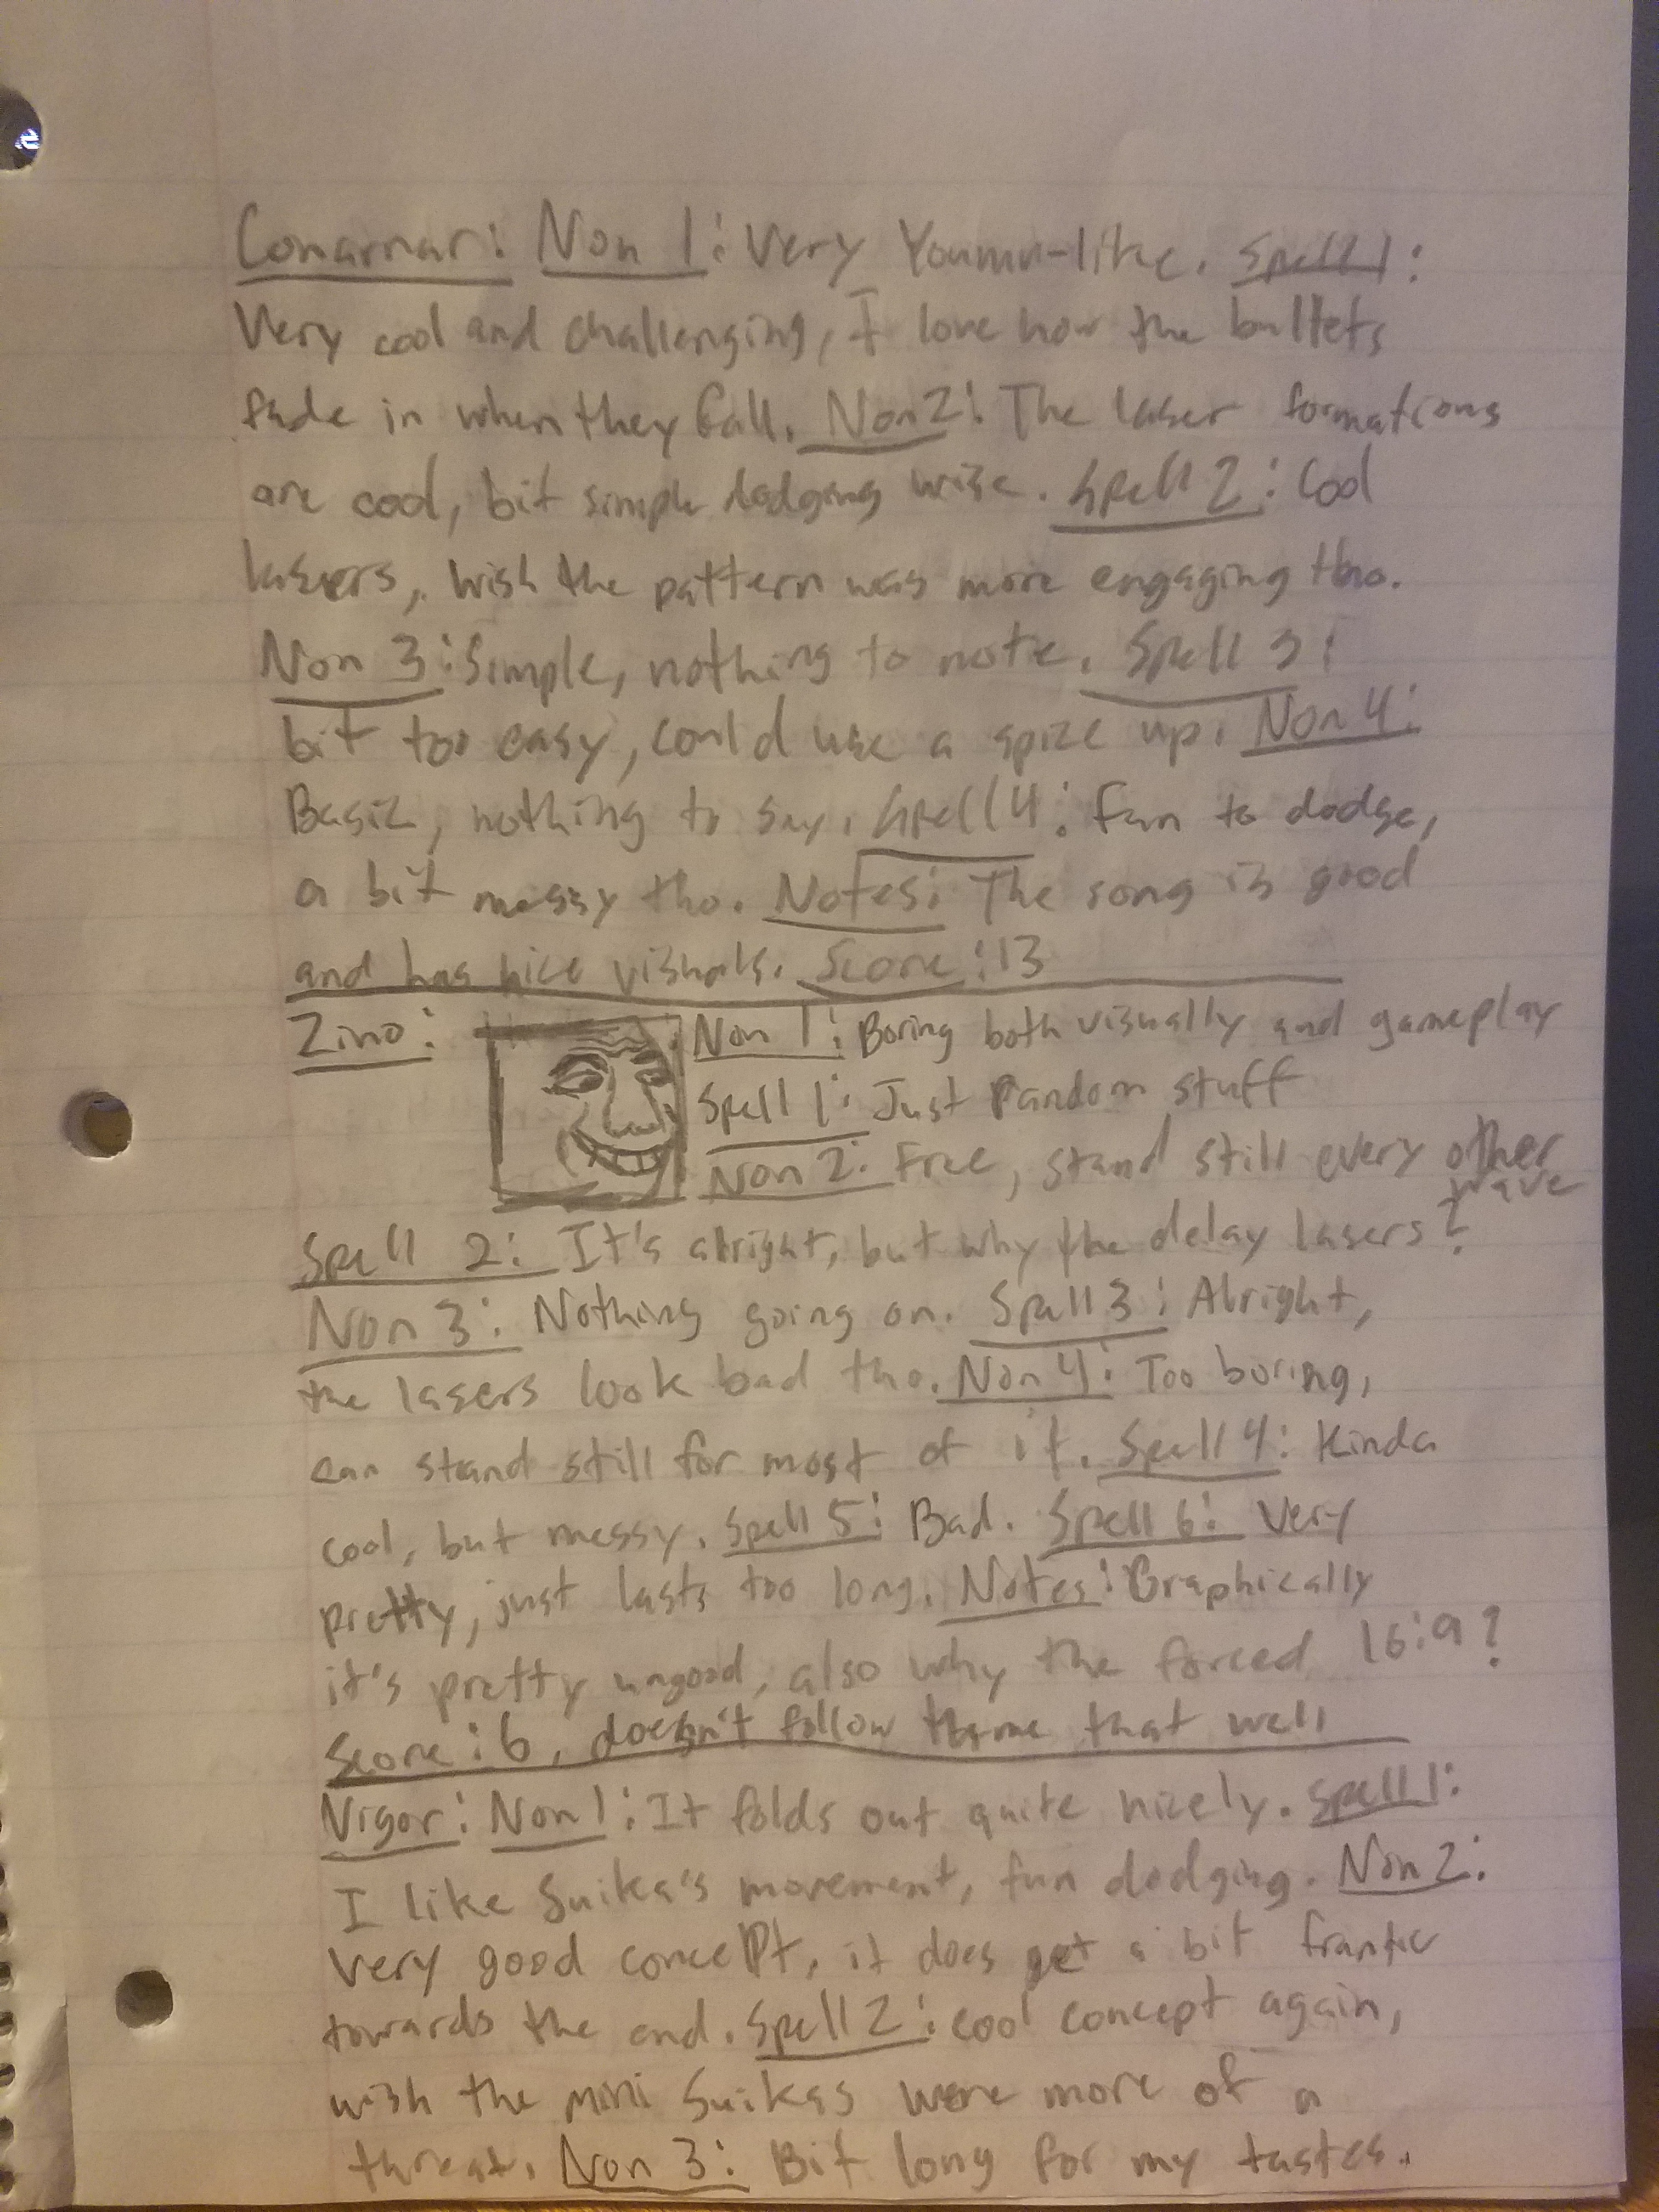 Conarnar: Non 1: Very Youmu-like. Spell 1:
Very cool and challenging, I love how the bullets
fade in when they fall. Non 2: The laser formations
are cool, bit simple dodging wise. Spell 2: Cool
lasers, wish the pattern was more engaging tho.
Non 3: Simple, nothing to note. Spell 3:
bit too easy, could use a spice up. Non 4:
Basic, nothing to say. Spell 4: Fun to dodge,
a bit messy tho. Notes: The song is good
and has nice visuals. Score: 13
Zino: Non 1: Boring both visually and gameplay
Spell 1: Just Random stuff
Non 2: Free, stand still every other
wave
Spell 2: It's alright, but why the delay lasers?
Non 3: Nothing going on. Spell 3: Alright,
the lasers look bad tho. Non 4: Too boring,
can stand still for most of it. Spell 4: Kinda
cool, but messy. Spell 5: Bad. Spell 6: Very
pretty, just lasts too long. Notes: Graphically
it's pretty ungood, also why the forced 16:9?
Score: 6, doesn't follow theme that well
Vigor: Non 1: It folds out quite nicely. Spell 1:
I like Suika's movement, fun dodging. Non 2:
Very good concept, it does get a bit frantic
towards the end. Spell 2: cool concept again,
wish the mini Suikas were more of a
threat. Non 3: Bit long for my tastes.